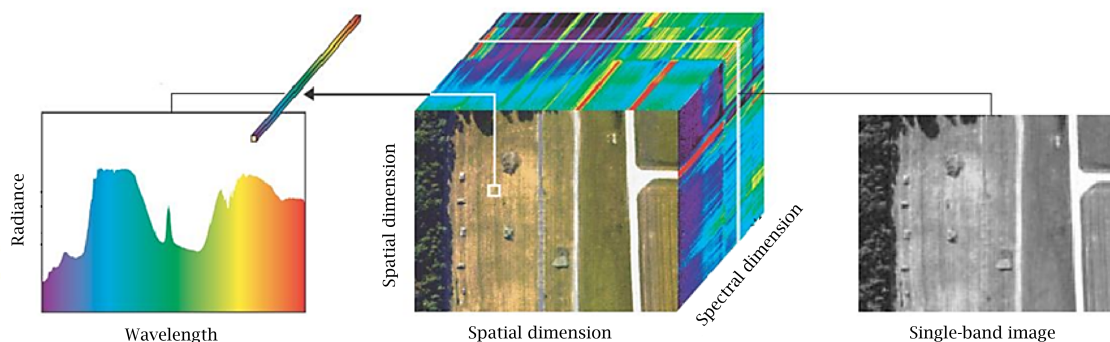 Radiance
Wavelength
Spatial dimension
Spatial dimension
Spectral dimension
Single-band image